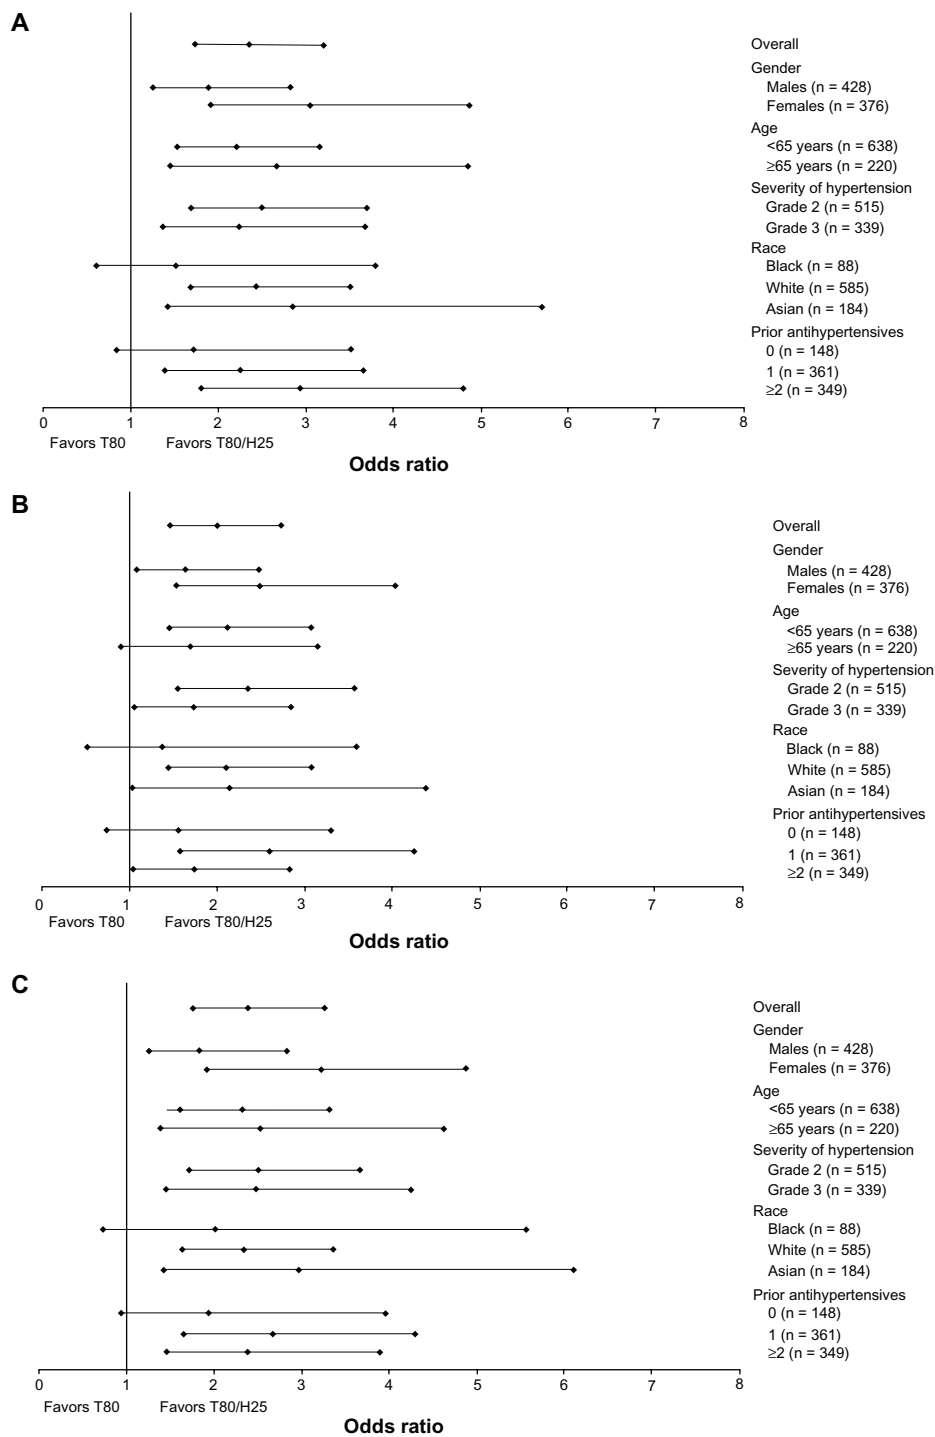 A
Overall
Gender
Males (n = 428)
Females (n = 376)
Age
<65 years (n = 638)
≥65 years (n = 220)
Severity of hypertension
Grade 2 (n = 515)
Grade 3 (n = 339)
Race
Black (n = 88)
White (n = 585)
Asian (n = 184)
Prior antihypertensives
0 (n = 148)
1 (n = 361)
≥2 (n = 349)
0 1 2 3 4 5 6 7 8
Favors T80 Favors T80/H25
Odds ratio
B
Overall
Gender
Males (n = 428)
Females (n = 376)
Age
<65 years (n = 638)
≥65 years (n = 220)
Severity of hypertension
Grade 2 (n = 515)
Grade 3 (n = 339)
Race
Black (n = 88)
White (n = 585)
Asian (n = 184)
Prior antihypertensives
0 (n = 148)
1 (n = 361)
≥2 (n = 349)
0 1 2 3 4 5 6 7 8
Favors T80 Favors T80/H25
Odds ratio
C
Overall
Gender
Males (n = 428)
Females (n = 376)
Age
<65 years (n = 638)
≥65 years (n = 220)
Severity of hypertension
Grade 2 (n = 515)
Grade 3 (n = 339)
Race
Black (n = 88)
White (n = 585)
Asian (n = 184)
Prior antihypertensives
0 (n = 148)
1 (n = 361)
≥2 (n = 349)
0 1 2 3 4 5 6 7 8
Favors T80 Favors T80/H25
Odds ratio